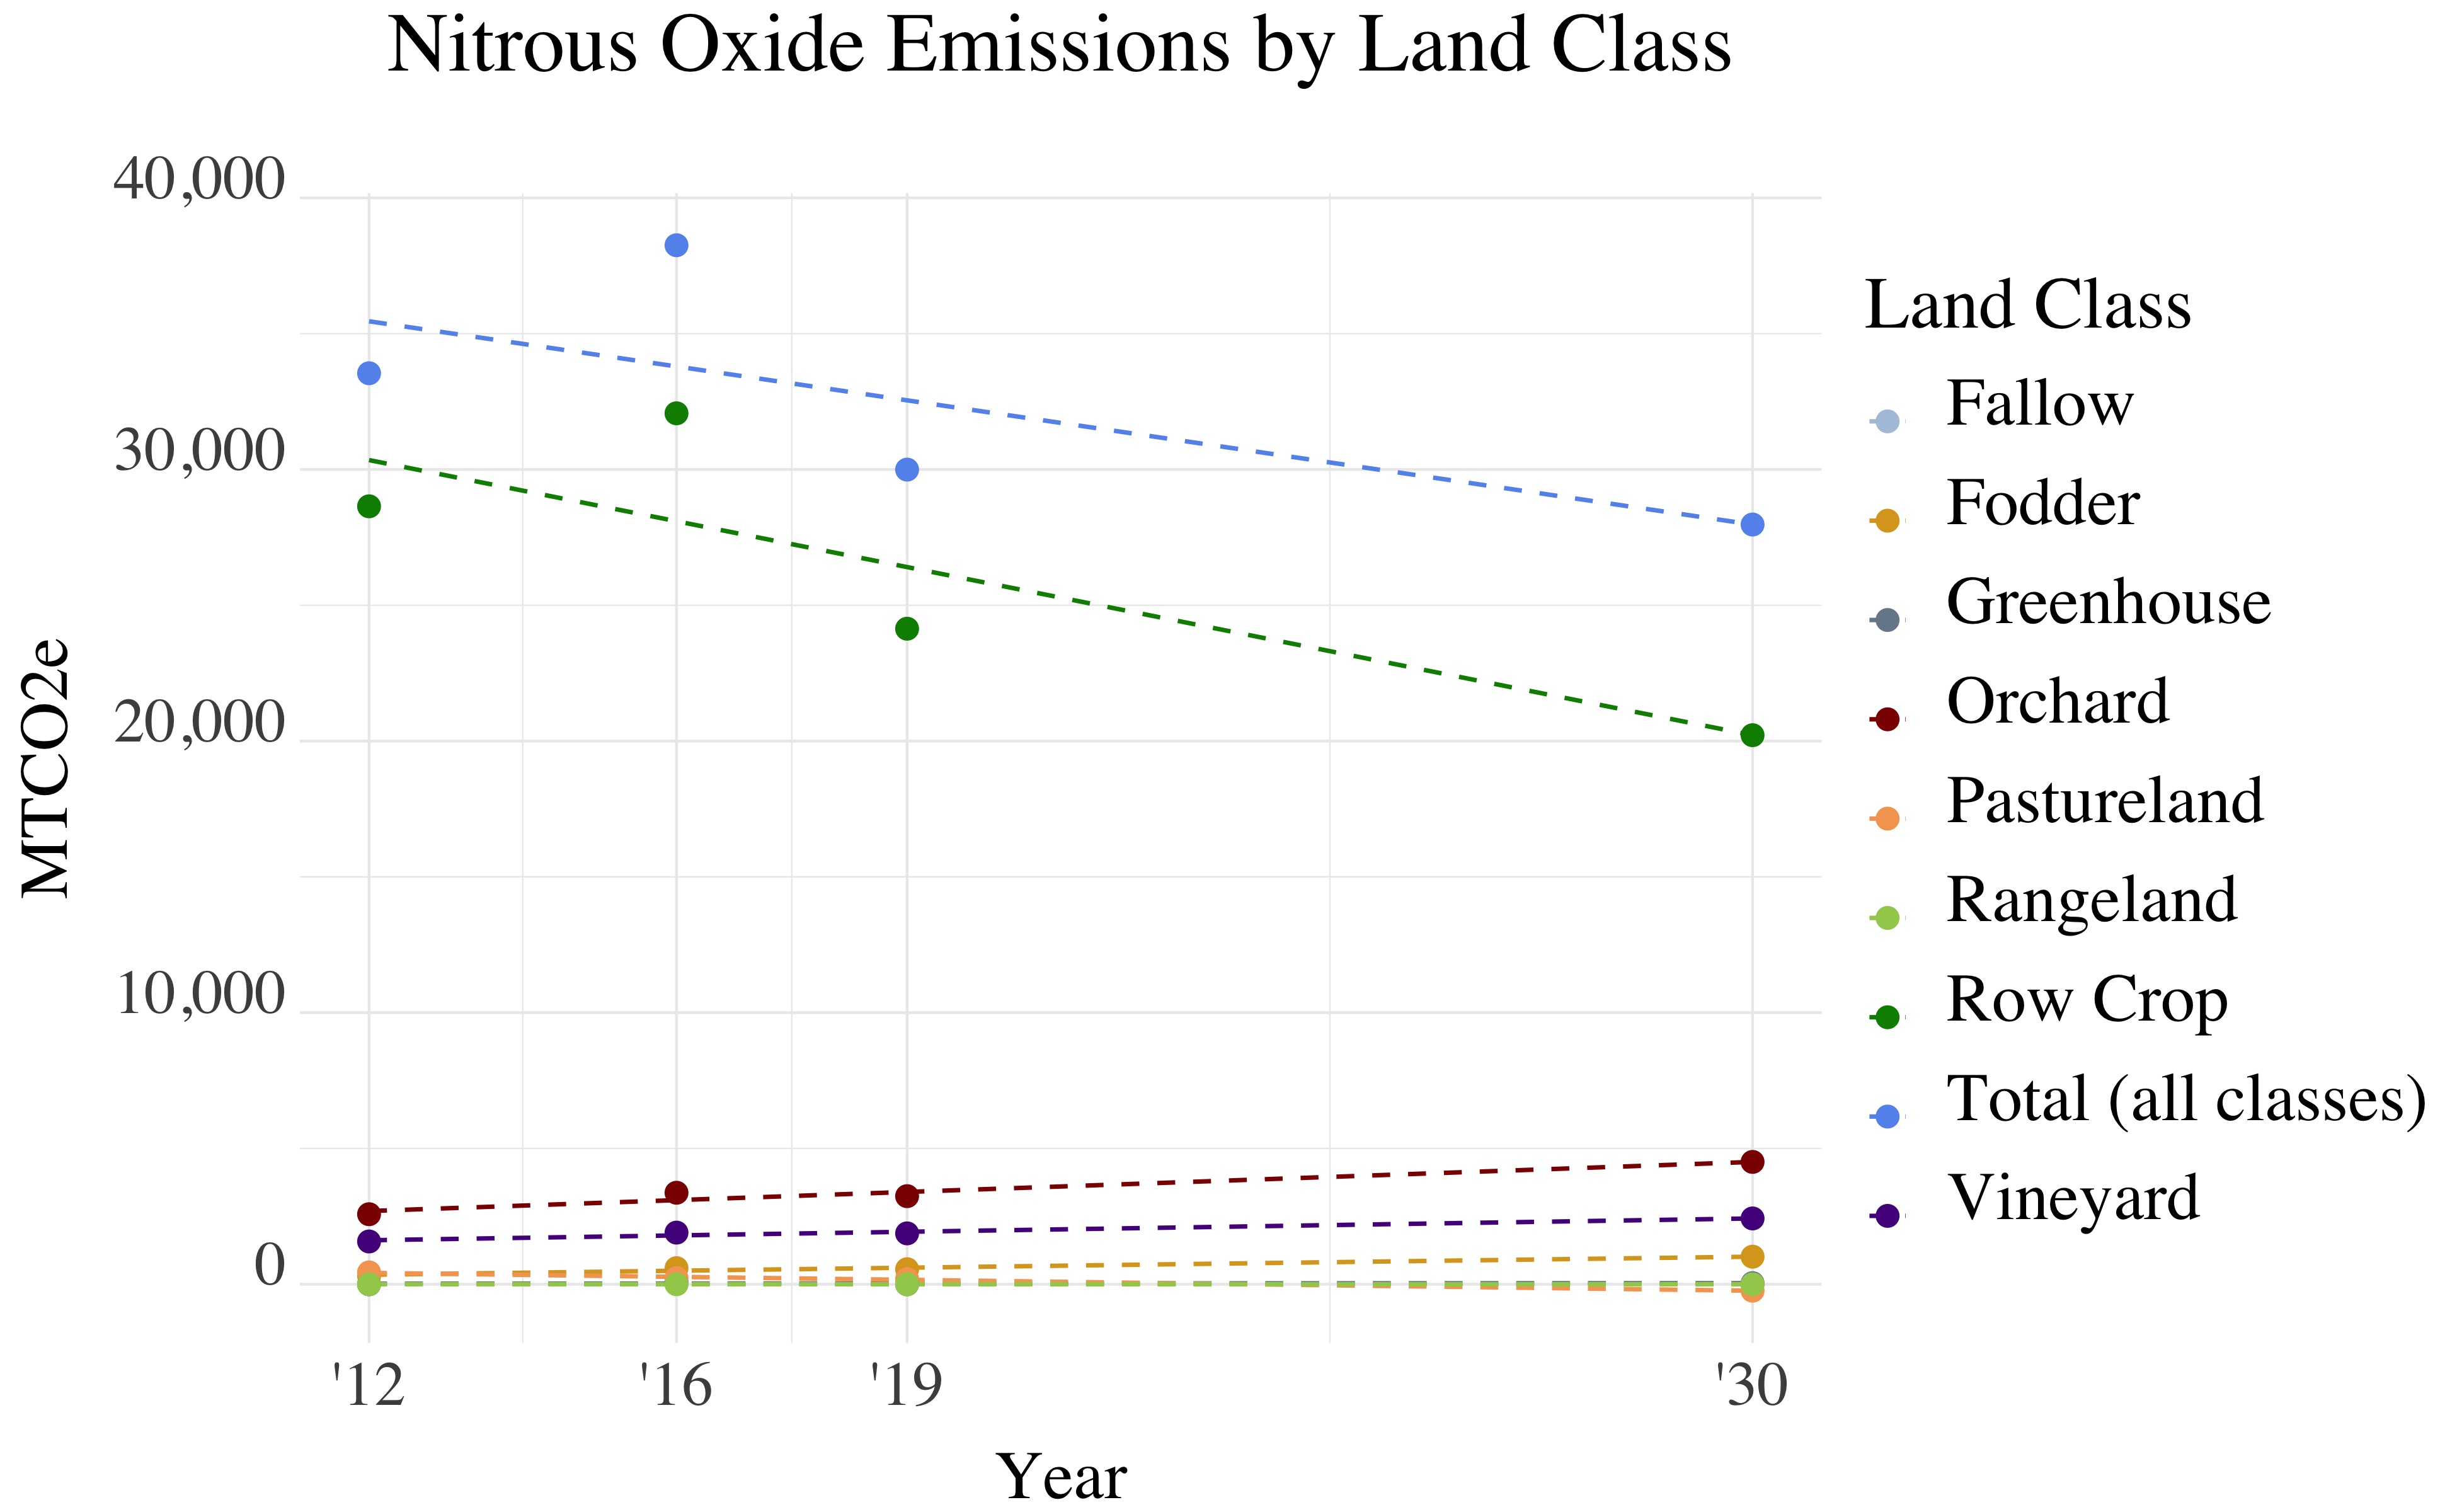 Nitrous Oxide Emissions by Land Class
40,000
30,000
20,000
10,000
0
MTCO2e
'12 '16 '19 '30
Year
Land Class
Fallow
Fodder
Greenhouse
Orchard
Pastureland
Rangeland
Row Crop
Total (all classes)
Vineyard